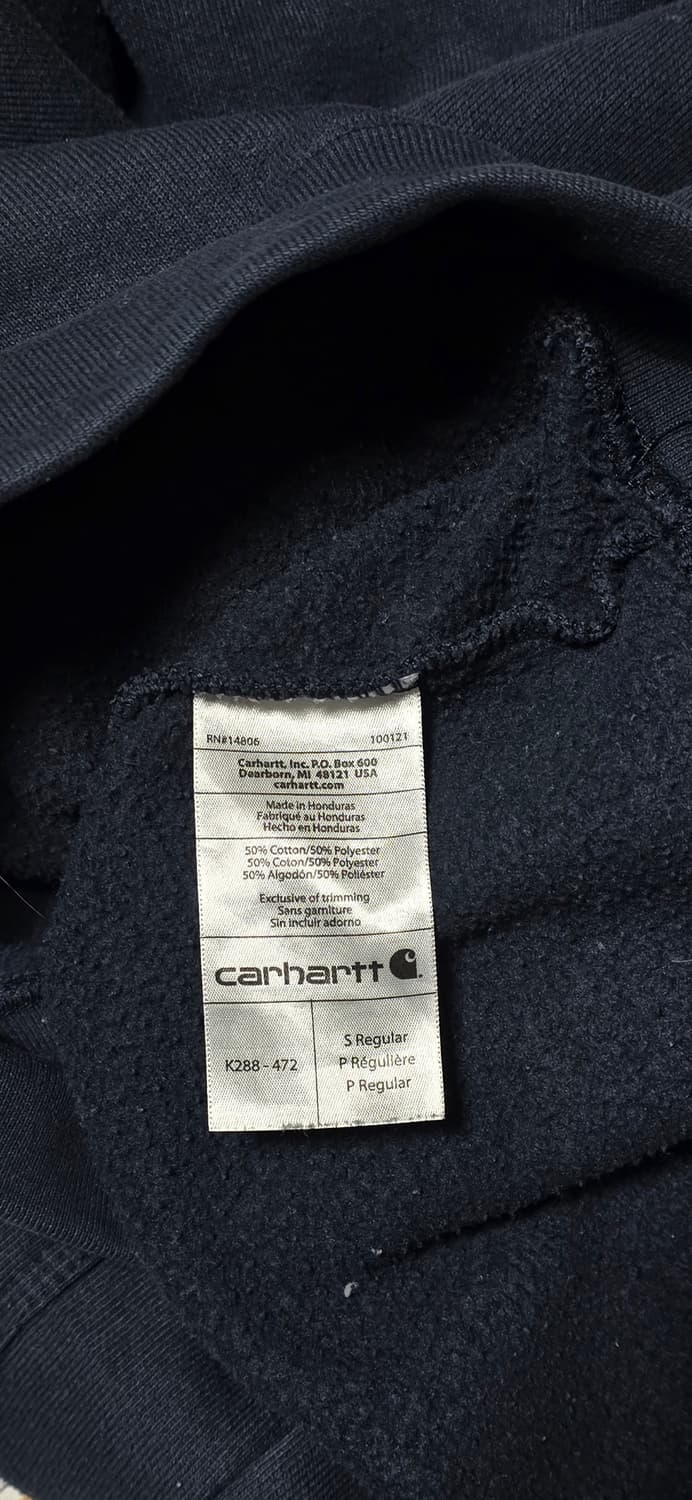 RN#14806 100121
Carhartt, Inc. P.O. Box 600
Dearborn, MI 48121 USA
carhartt.com
Made in Honduras
Fabriqué au Honduras
Hecho en Honduras
50% Cotton/50% Polyester
50% Coton/50% Polyester
50% Algodón/50% Poliéster
Exclusive of trimming
Sans garniture
Sin incluir adorno
carhartt
K288 - 472
S Regular
P Régulière
P Regular